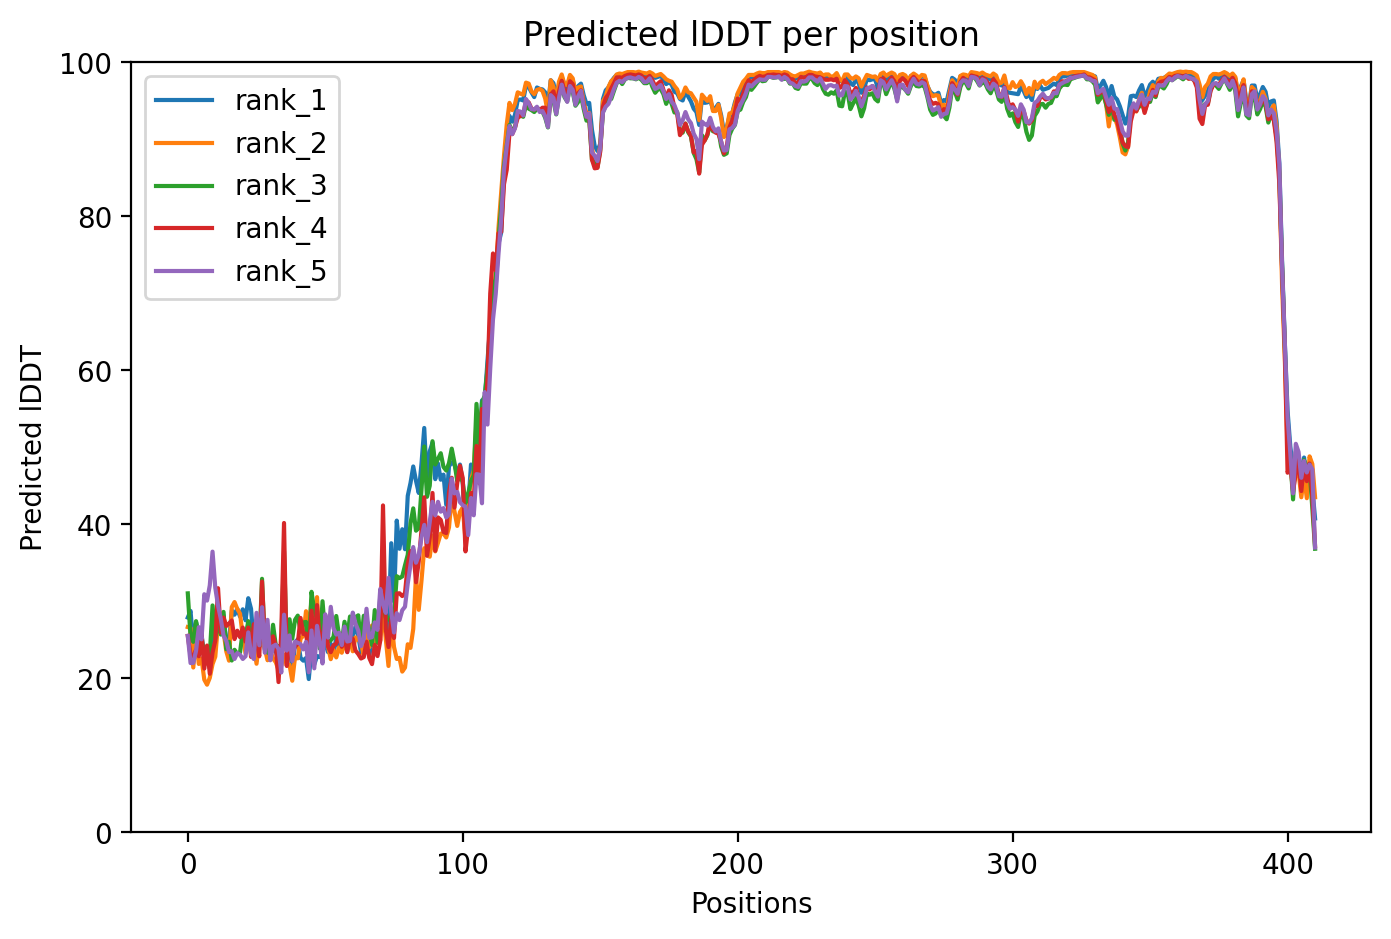 Predicted lDDT per position
100
80
60
40
20
0
Predicted lDDT
rank_1
rank_2
rank_3
rank_4
rank_5
0 100 200 300 400
Positions